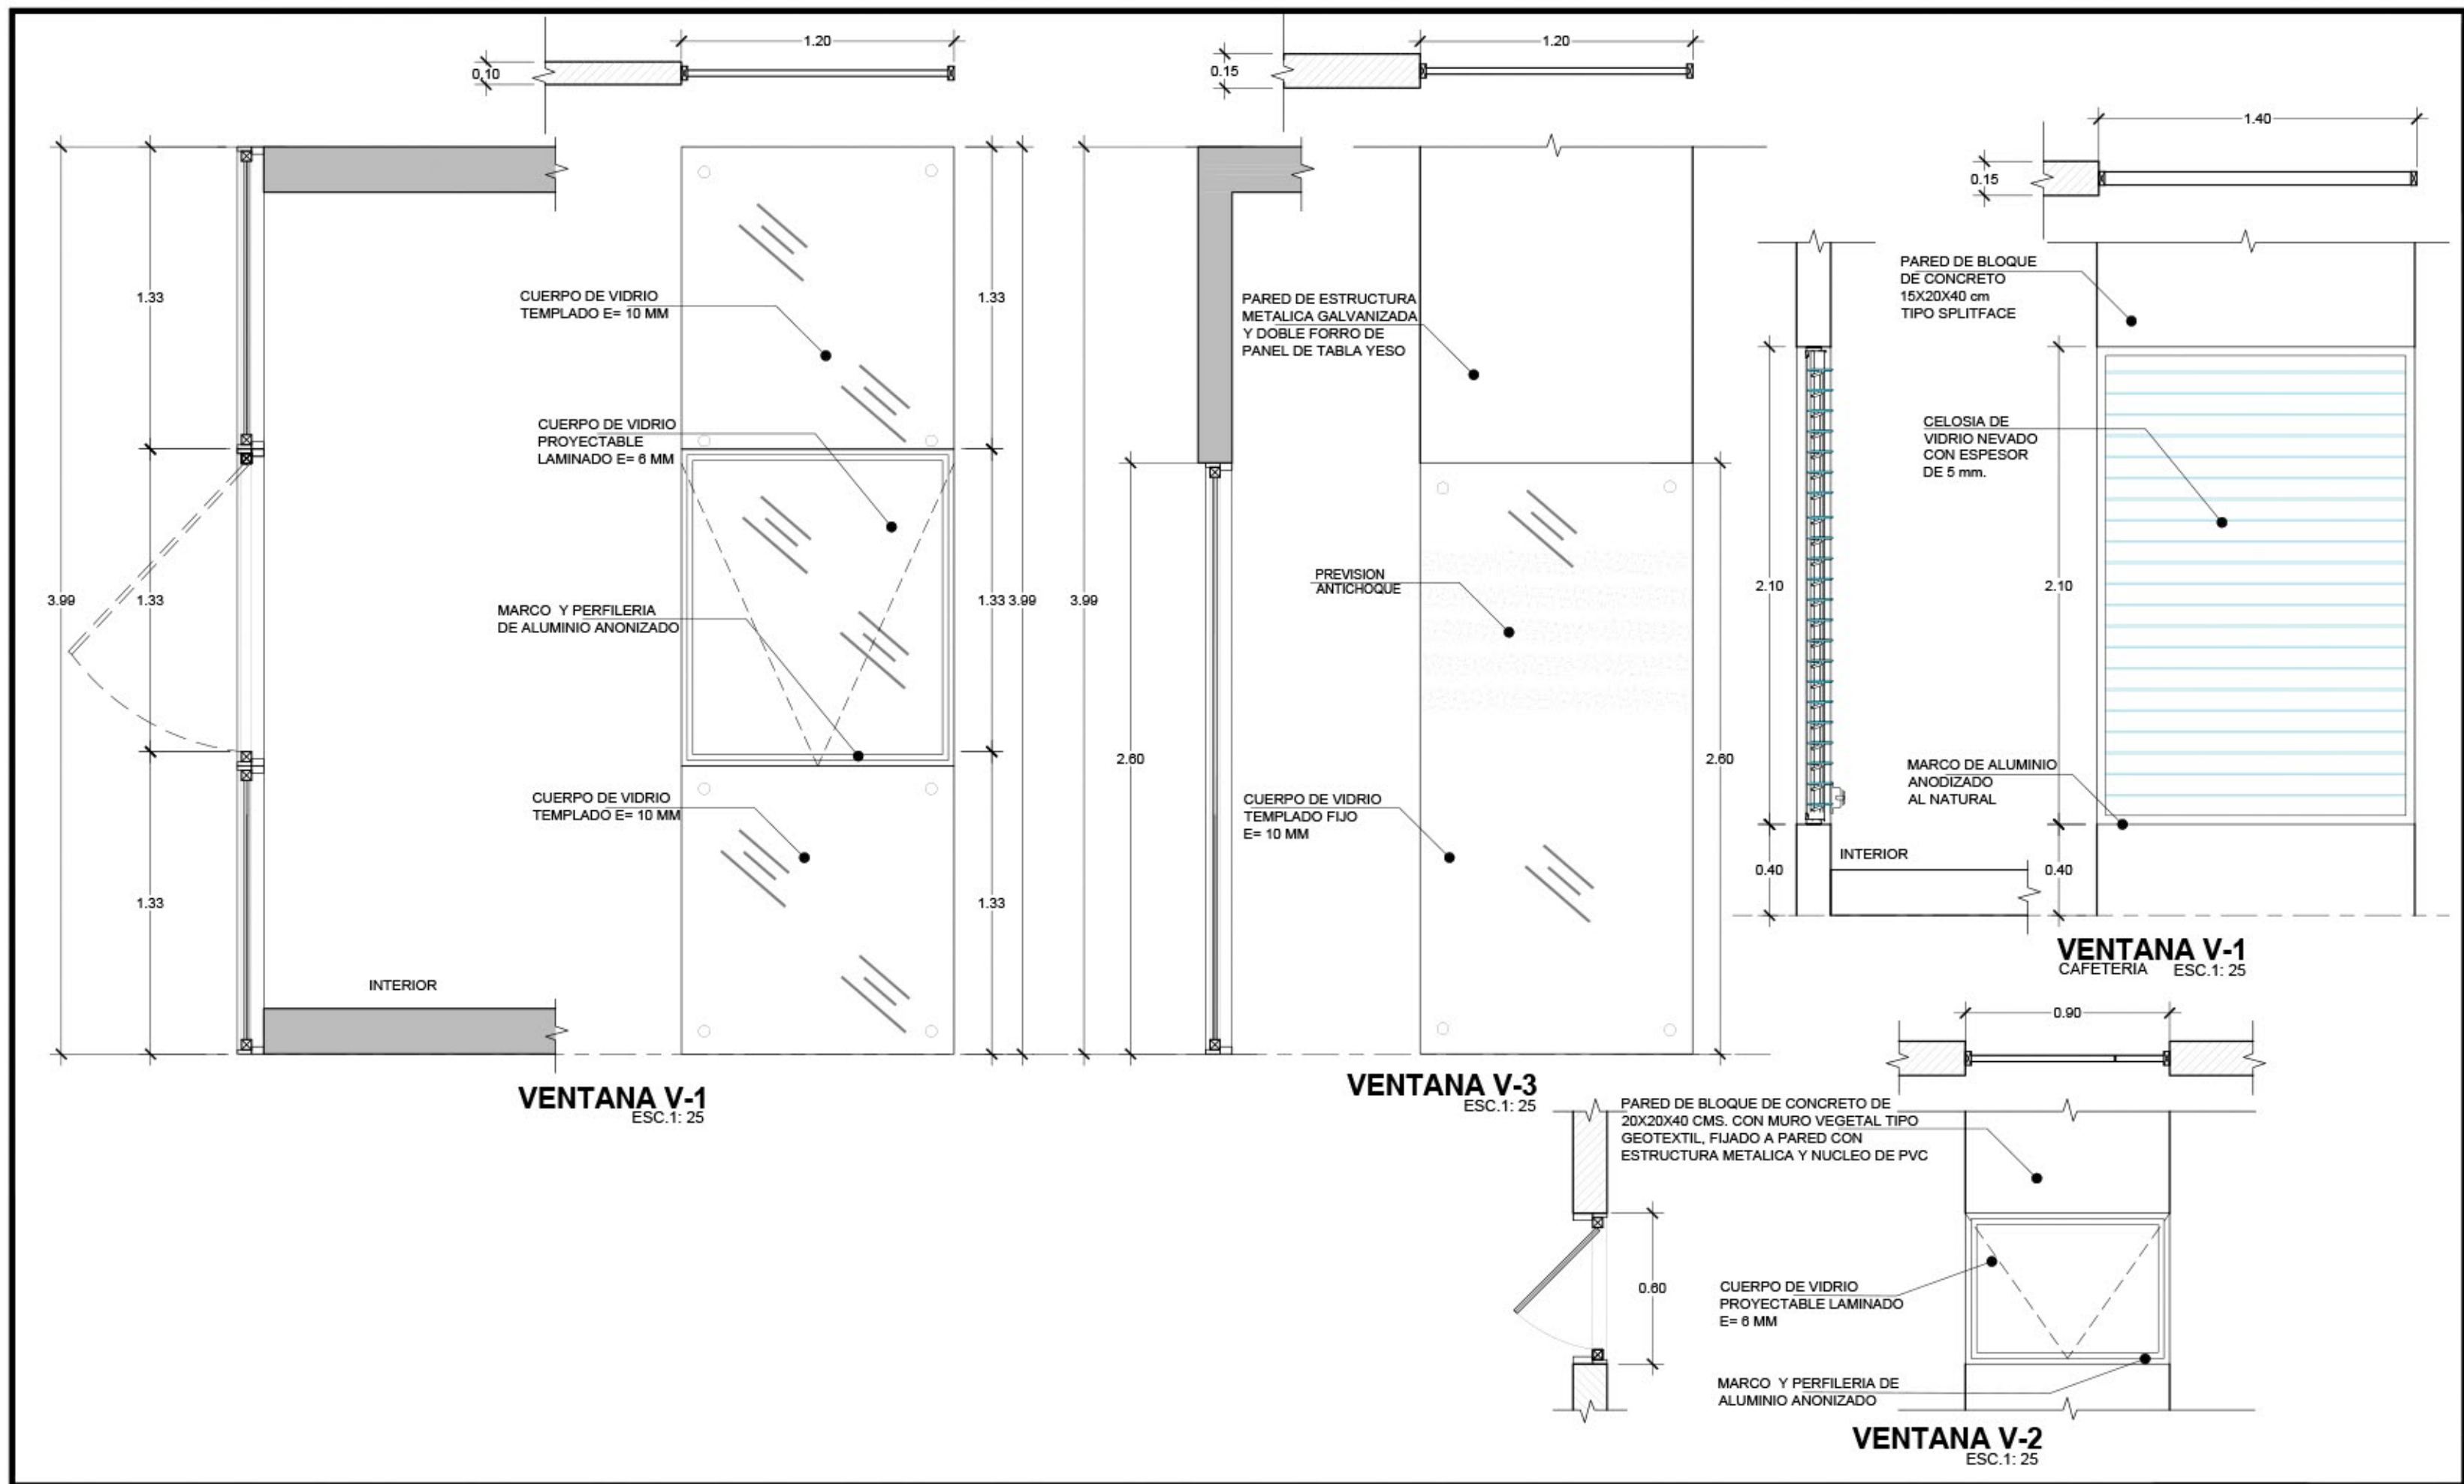 1.20
0.10
3.99
1.33
1.33
1.33
CUERPO DE VIDRIO
TEMPLADO E= 10 MM
CUERPO DE VIDRIO
PROYECTABLE
LAMINADO E= 6 MM
MARCO Y PERFILERIA
DE ALUMINIO ANONIZADO
CUERPO DE VIDRIO
TEMPLADO E= 10 MM
INTERIOR
1.33
1.33
1.33
3.99
VENTANA V-1
ESC.1: 25
1.20
0.15
3.99
2.60
PARED DE ESTRUCTURA
METALICA GALVANIZADA
Y DOBLE FORRO DE
PANEL DE TABLA YESO
PREVISION
ANTICHOQUE
CUERPO DE VIDRIO
TEMPLADO FIJO
E= 10 MM
2.60
VENTANA V-3
ESC.1: 25
1.40
0.15
PARED DE BLOQUE
DE CONCRETO
15X20X40 cm
TIPO SPLITFACE
CELOSIA DE
VIDRIO NEVADO
CON ESPESOR
DE 5 mm.
2.10
2.10
MARCO DE ALUMINIO
ANODIZADO
AL NATURAL
INTERIOR
0.40
0.40
VENTANA V-1
CAFETERIA ESC.1: 25
0.90
PARED DE BLOQUE DE CONCRETO DE
20X20X40 CMS. CON MURO VEGETAL TIPO
GEOTEXTIL, FIJADO A PARED CON
ESTRUCTURA METALICA Y NUCLEO DE PVC
0.60
CUERPO DE VIDRIO
PROYECTABLE LAMINADO
E= 6 MM
MARCO Y PERFILERIA DE
ALUMINIO ANONIZADO
VENTANA V-2
ESC.1: 25